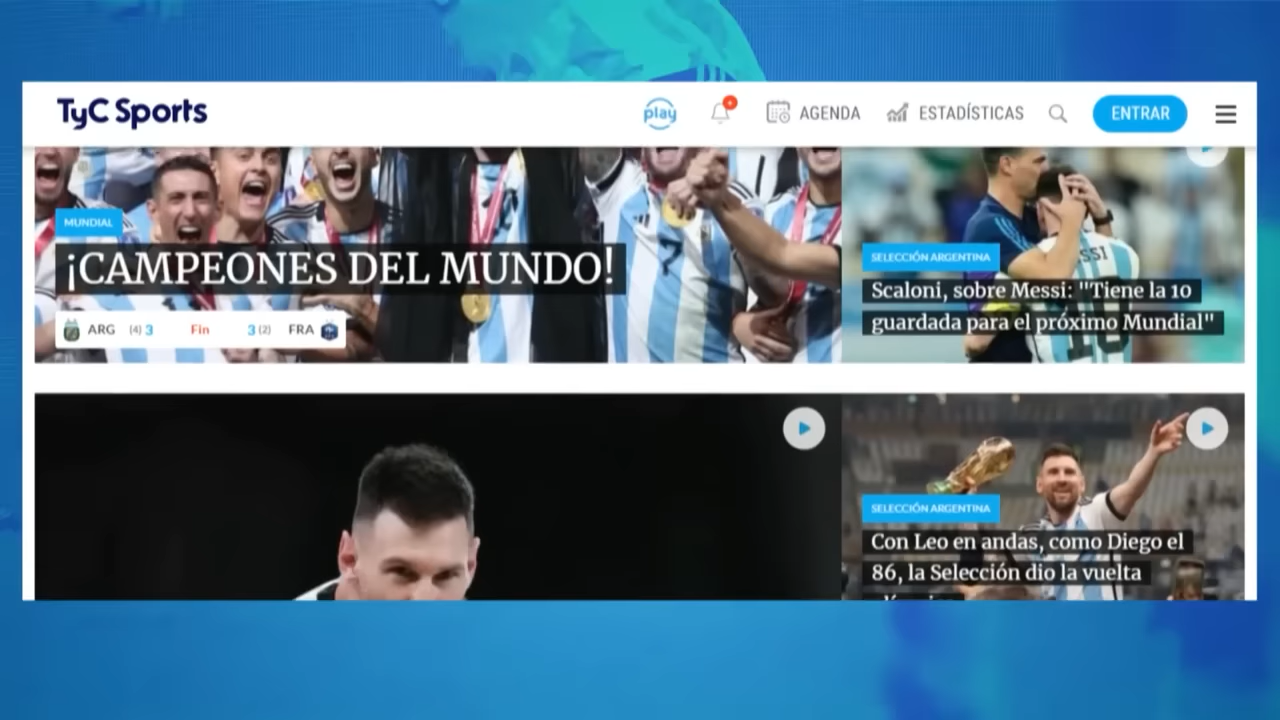 TyC Sports
play
AGENDA
ESTADÍSTICAS
ENTRAR
MUNDIAL
¡CAMPEONES DEL MUNDO!
ARG (4) 3 Fin 3 (2) FRA
7
SELECCIÓN ARGENTINA
Scaloni, sobre Messi: "Tiene la 10
guardada para el próximo Mundial"
10
SELECCIÓN ARGENTINA
Con Leo en andas, como Diego el
86, la Selección dio la vuelta